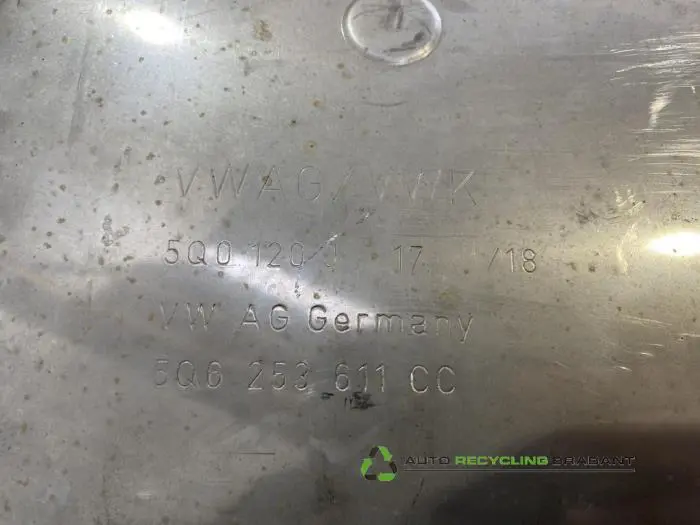 VWAG/VWK
5Q0 120/J 17 /18
VW AG Germany
5Q6 253 611 CC
AUTO RECYCLING BRABANT